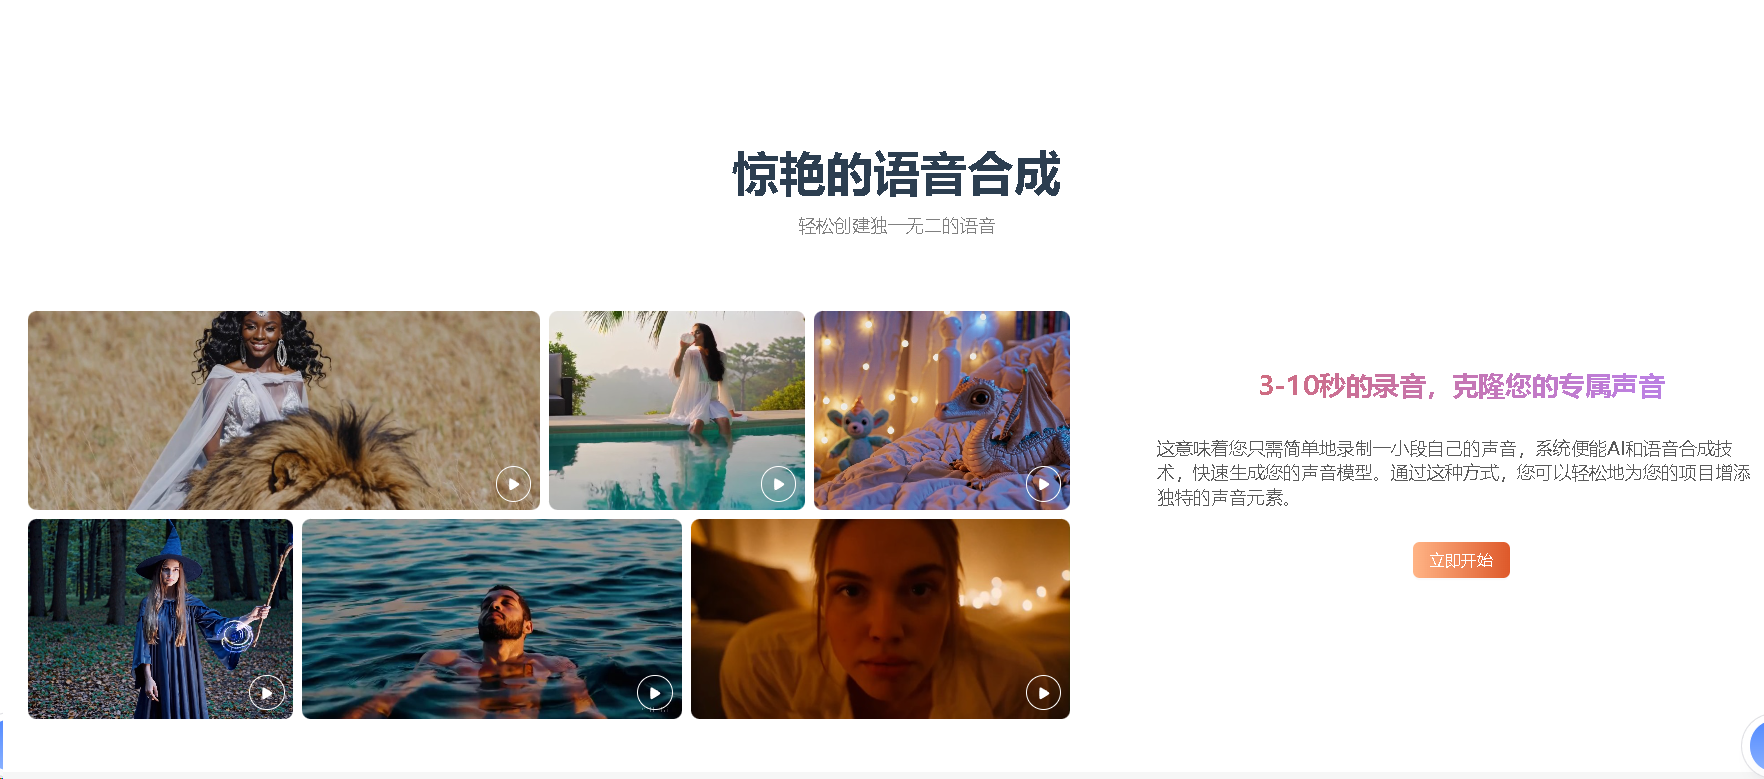 惊艳的语音合成
轻松创建独一无二的语音
3-10秒的录音，克隆您的专属声音
这意味着您只需简单地录制一小段自己的声音，系统便能AI和语音合成技
术，快速生成您的声音模型。通过这种方式，您可以轻松地为您的项目增添
独特的声音元素。
立即开始